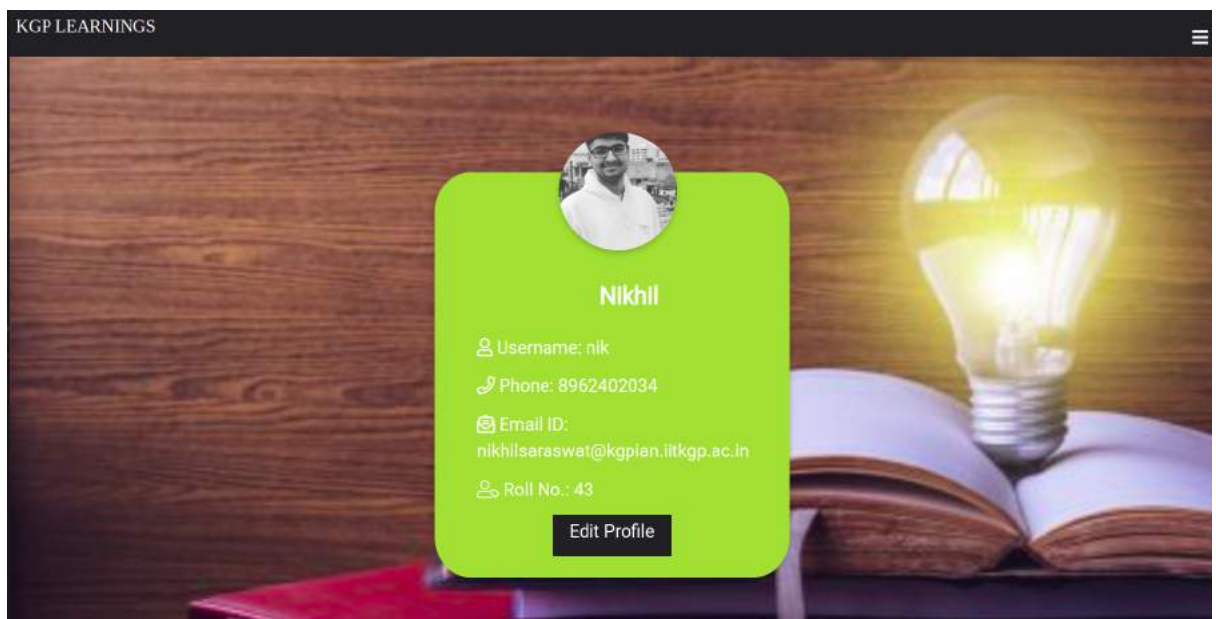 KGP LEARNINGS
Nikhil
Username: nik
Phone: 8962402034
Email ID:
nikhilsaraswat@kgpian.iitkgp.ac.in
Roll No.: 43
Edit Profile